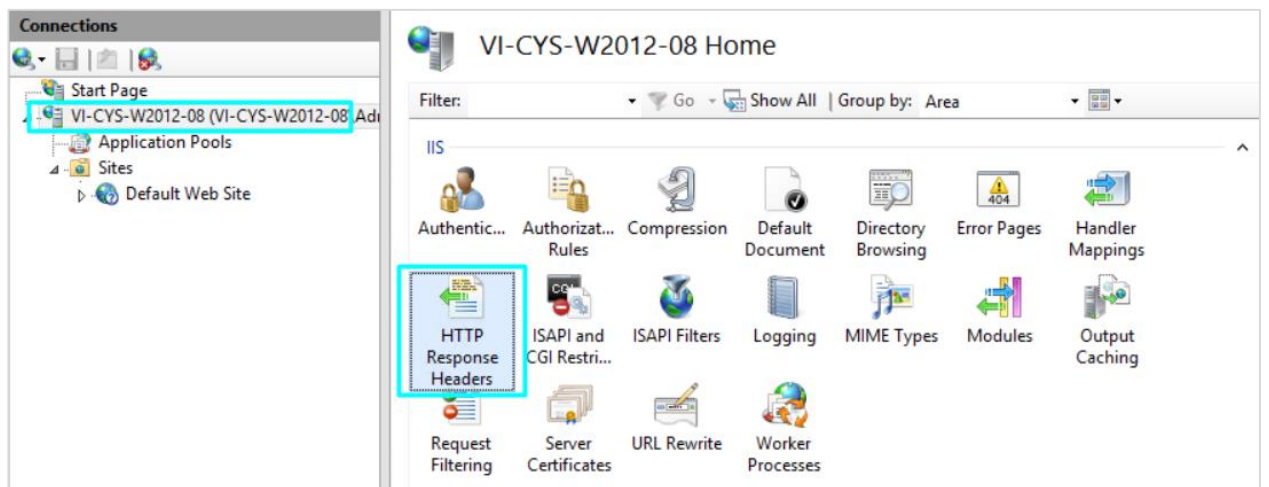 Connections
Start Page
VI-CYS-W2012-08 (VI-CYS-W2012-08\Adı
Application Pools
Sites
Default Web Site
VI-CYS-W2012-08 Home
Filter: Go Show All Group by: Area
IIS
Authentic... Authorizat... Rules Compression Default Document Directory Browsing Error Pages Handler Mappings
404
CGI
HTTP Response Headers ISAPI and CGI Restri... ISAPI Filters Logging MIME Types Modules Output Caching
Request Filtering Server Certificates URL Rewrite Worker Processes